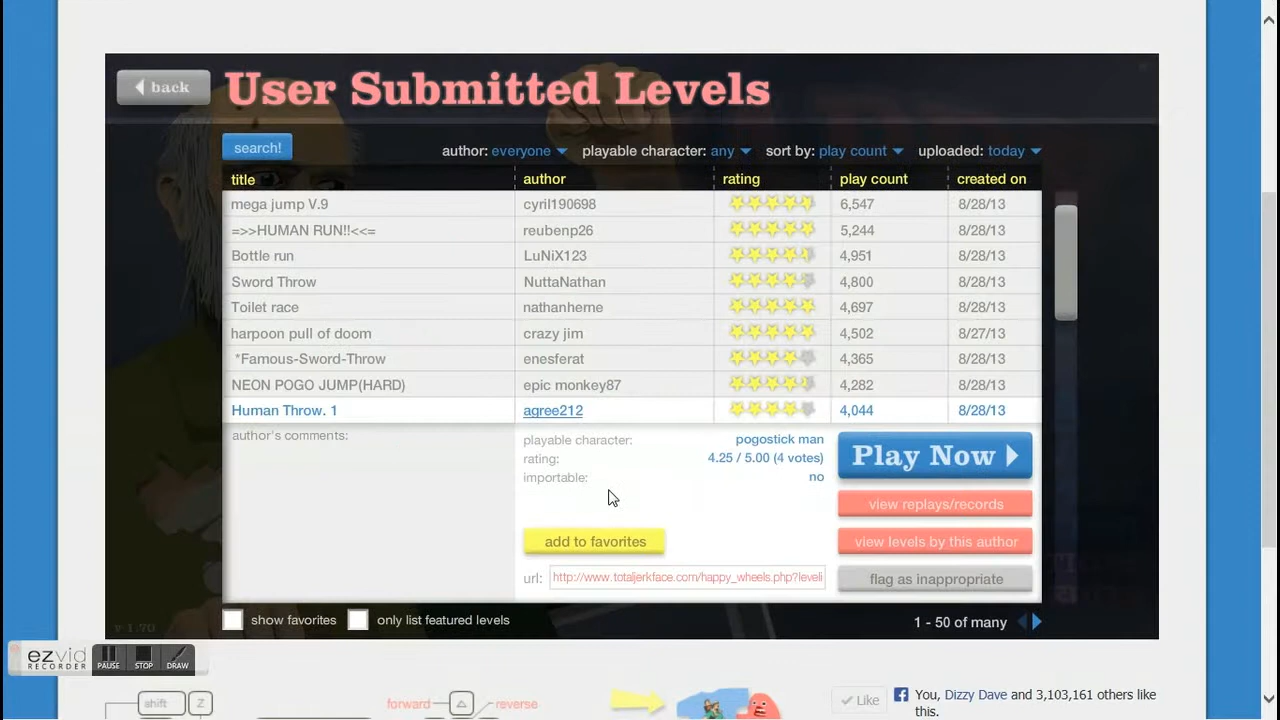 back
User Submitted Levels
search!
author: everyone playable character: any sort by: play count uploaded: today
title author rating play count created on
mega jump V.9 cyril190698 6,547 8/28/13
=>>HUMAN RUN!!<<= reubenp26 5,244 8/28/13
Bottle run LuNiX123 4,951 8/28/13
Sword Throw NuttaNathan 4,800 8/28/13
Toilet race nathanherne 4,697 8/28/13
harpoon pull of doom crazy jim 4,502 8/27/13
*Famous-Sword-Throw enesferat 4,365 8/28/13
NEON POGO JUMP(HARD) epic monkey87 4,282 8/28/13
Human Throw. 1 agree212 4,044 8/28/13
author's comments:
playable character: pogostick man
rating: 4.25 / 5.00 (4 votes)
importable: no
Play Now
view replays/records
add to favorites
view levels by this author
url: http://www.totaljerkface.com/happy_wheels.php?leveli
flag as inappropriate
show favorites only list featured levels
1 - 50 of many
v 1.70
ezvid
RECORDER
PAUSE STOP DRAW
shift Z
forward reverse
Like
You, Dizzy Dave and 3,103,161 others like
this.